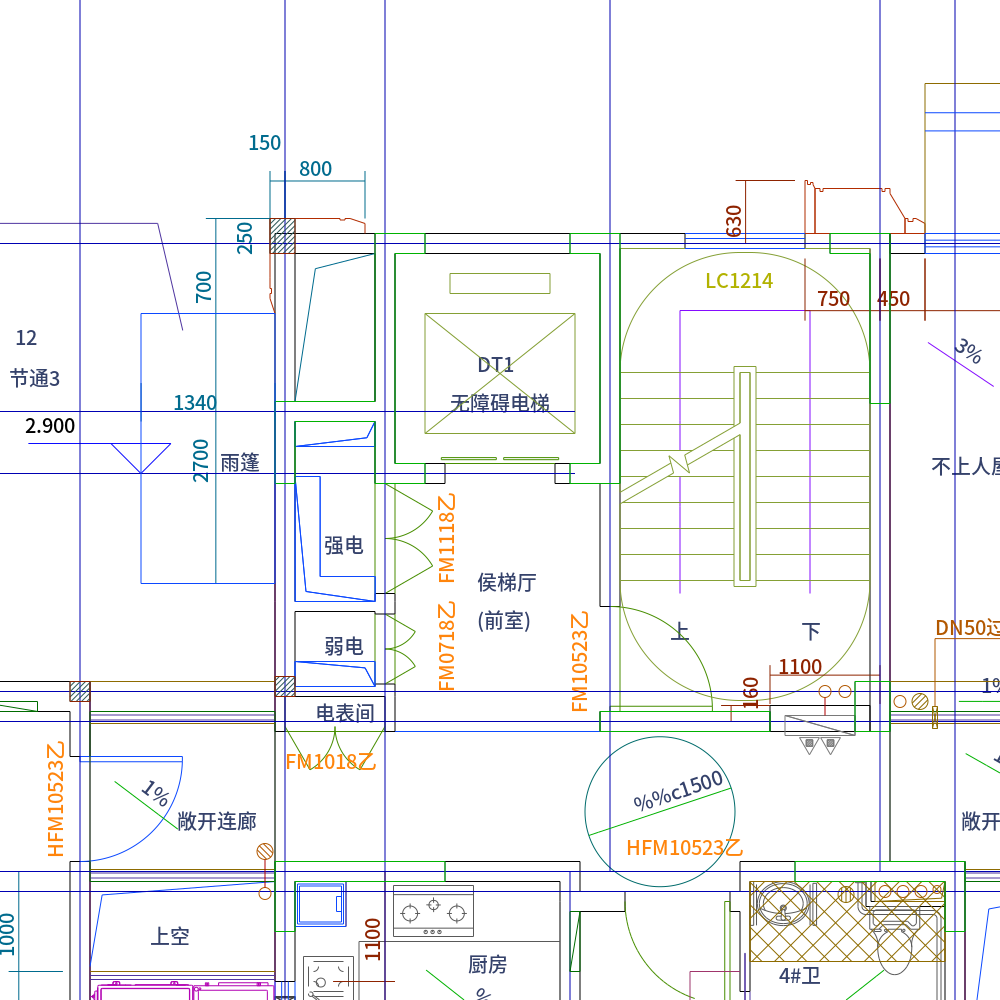 150
800
250
630
700
LC1214
750
450
12
节通3
DT1
3%
无障碍电梯
1340
2.900
2700
雨篷
不上人
强电
FM1118乙
侯梯厅
(前室)
弱电
FM0718乙
FM10523乙
上
下
DN50过
1100
160
1%
电表间
FM1018乙
HFM10523乙
1%
敞开连廊
%%c1500
HFM10523乙
敞开
上空
1000
1100
厨房
4#卫
%